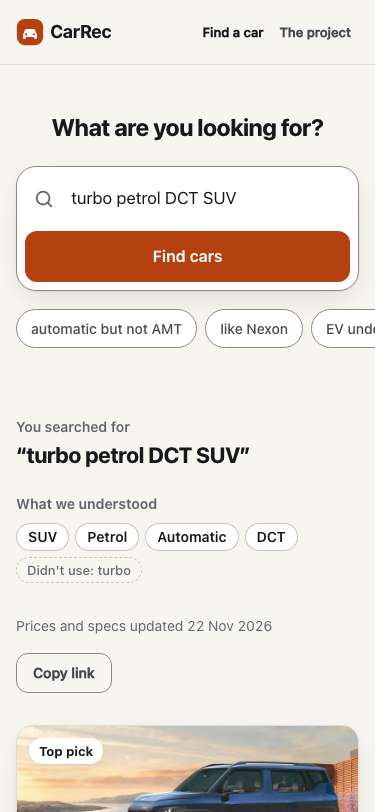 CarRec
Find a car
The project
What are you looking for?
turbo petrol DCT SUV
Find cars
automatic but not AMT
like Nexon
EV unde
You searched for
“turbo petrol DCT SUV”
What we understood
SUV
Petrol
Automatic
DCT
Didn't use: turbo
Prices and specs updated 22 Nov 2026
Copy link
Top pick